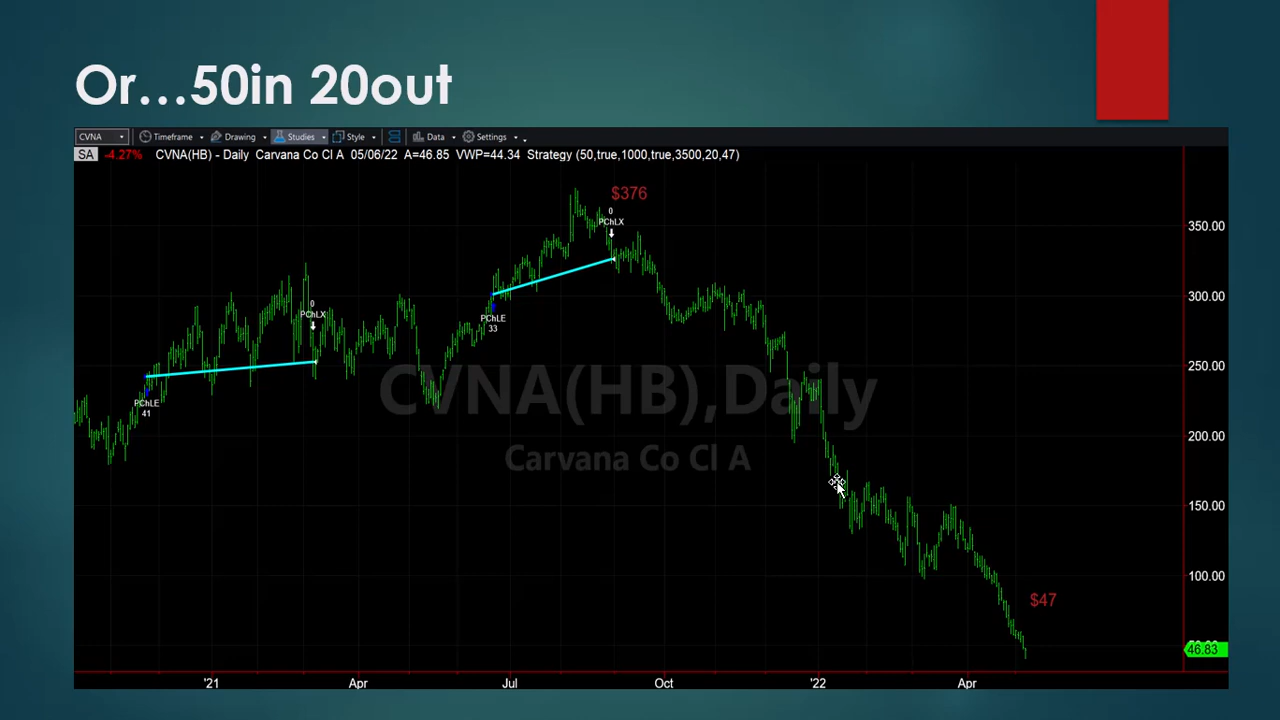 Or...50in 20out
CVNA Timeframe Drawing Studies Style Data Settings
SA -4.27% CVNA(HB) - Daily Carvana Co Cl A 05/06/22 A=46.85 VWP=44.34 Strategy (50,true,1000,true,3500,20,47)
$376
0
PChLX
350.00
300.00
0
PChLX
PChLE
33
250.00
CVNA(HB),Daily
PChLE
41
200.00
Carvana Co Cl A
150.00
100.00
$47
46.83
'21 Apr Jul Oct '22 Apr